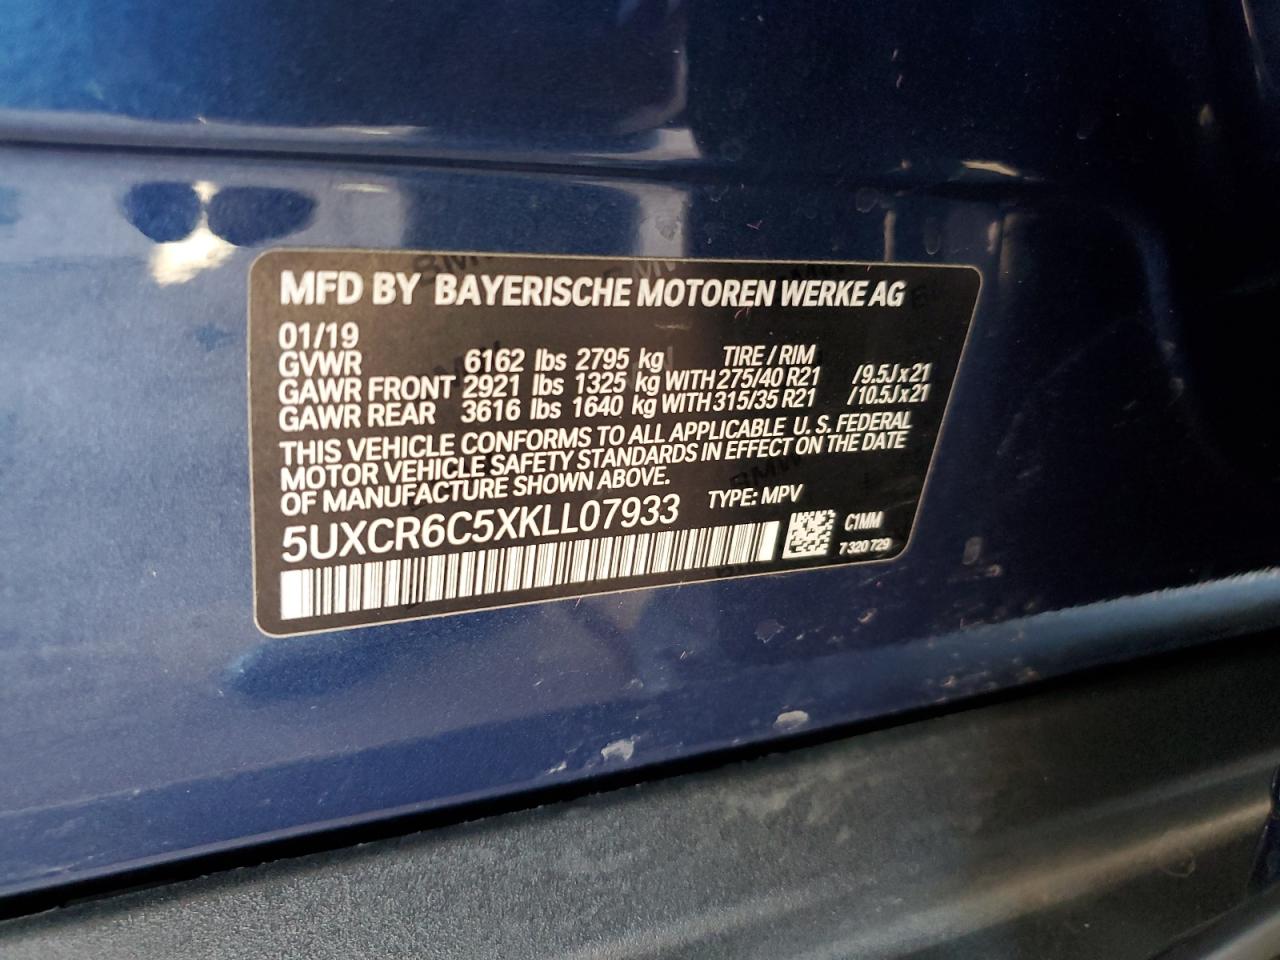 MFD BY BAYERISCHE MOTOREN WERKE AG
01/19
GVWR 6162 lbs 2795 kg TIRE / RIM
GAWR FRONT 2921 lbs 1325 kg WITH 275/40 R21 /9.5Jx21
GAWR REAR 3616 lbs 1640 kg WITH 315/35 R21 /10.5Jx21
THIS VEHICLE CONFORMS TO ALL APPLICABLE U. S. FEDERAL
MOTOR VEHICLE SAFETY STANDARDS IN EFFECT ON THE DATE
OF MANUFACTURE SHOWN ABOVE.
5UXCR6C5XKLL07933 TYPE: MPV
C1MM
7 320 729